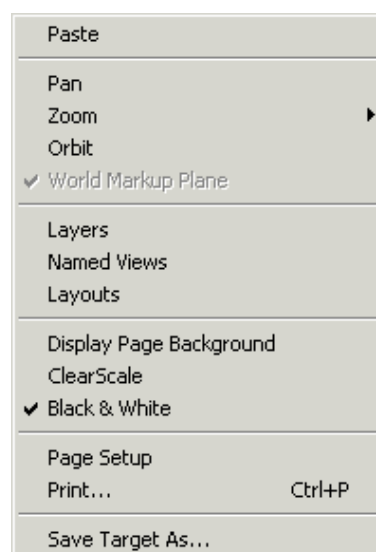 Paste
Pan
Zoom
Orbit
World Markup Plane
Layers
Named Views
Layouts
Display Page Background
ClearScale
Black & White
Page Setup
Print... Ctrl+P
Save Target As...